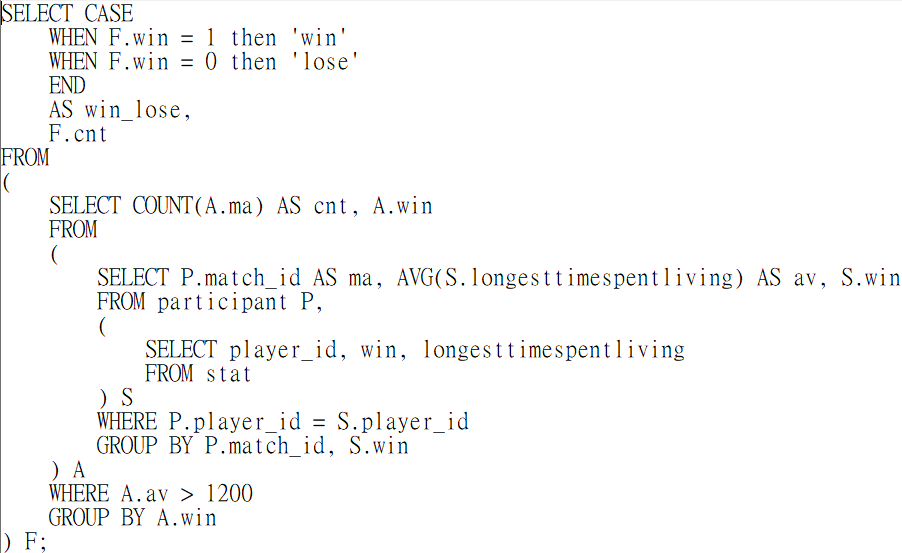 SELECT CASE
    WHEN F.win = 1 then 'win'
    WHEN F.win = 0 then 'lose'
    END
    AS win_lose,
    F.cnt
FROM
(
    SELECT COUNT(A.ma) AS cnt, A.win
    FROM
    (
        SELECT P.match_id AS ma, AVG(S.longesttimespentliving) AS av, S.win
        FROM participant P,
        (
            SELECT player_id, win, longesttimespentliving
            FROM stat
        ) S
        WHERE P.player_id = S.player_id
        GROUP BY P.match_id, S.win
    ) A
    WHERE A.av > 1200
    GROUP BY A.win
) F;